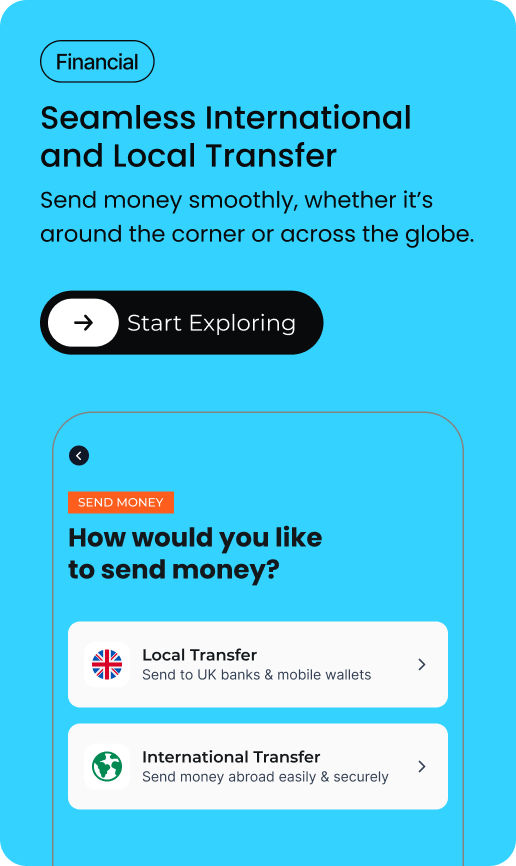 Financial
Seamless International
and Local Transfer
Send money smoothly, whether it’s
around the corner or across the globe.
Start Exploring
SEND MONEY
How would you like
to send money?
Local Transfer
Send to UK banks & mobile wallets
International Transfer
Send money abroad easily & securely